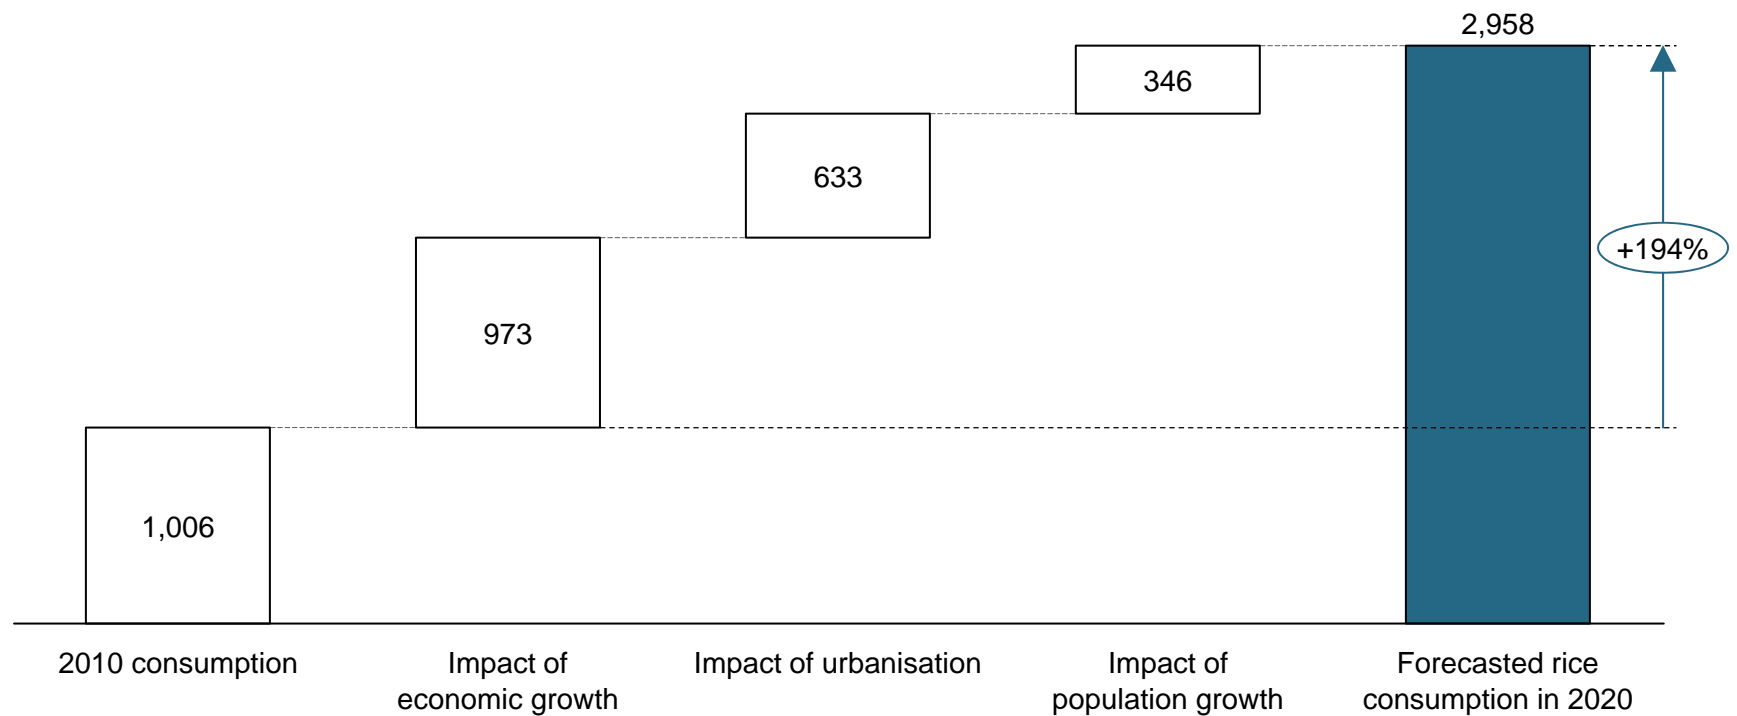 2,958
346
633
+194%
973
1,006
2010 consumption
Impact of
economic growth
Impact of urbanisation
Impact of
population growth
Forecasted rice
consumption in 2020